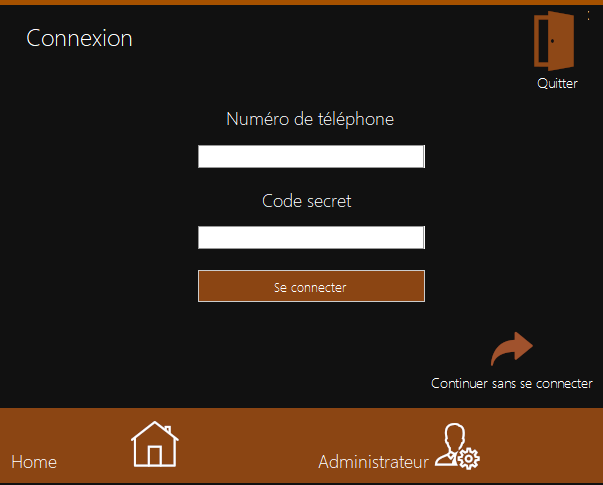 Connexion
Quitter
Numéro de téléphone
Code secret
Se connecter
Continuer sans se connecter
Home
Administrateur